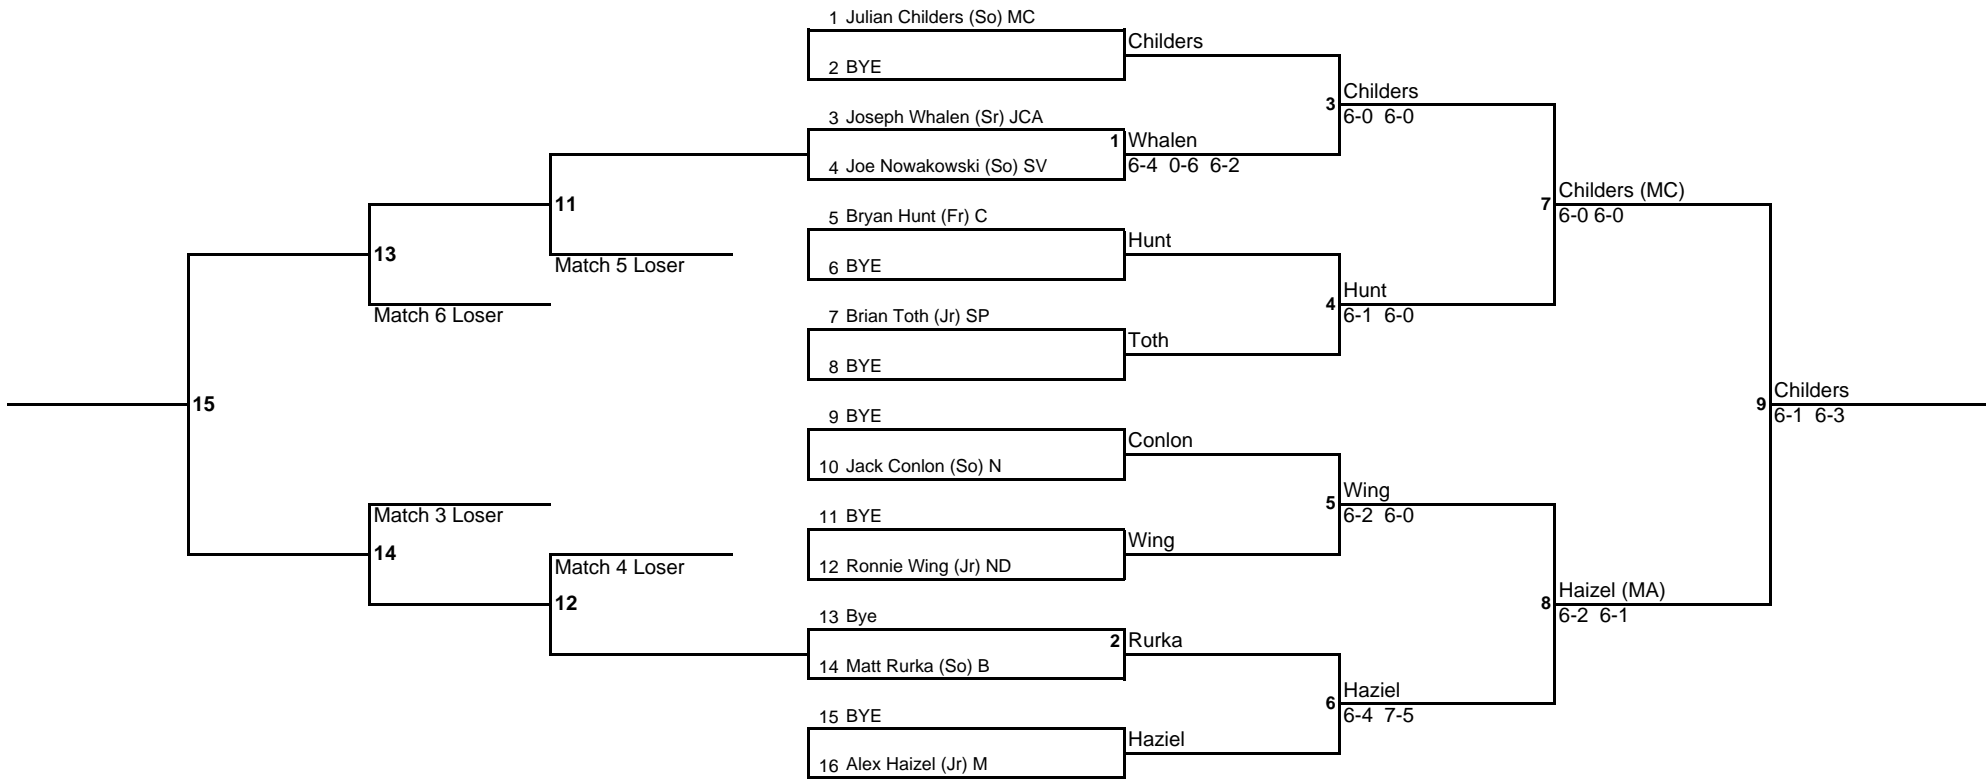 1 Julian Childers (So) MC
Childers
2 BYE
3
Childers
6-0 6-0
3 Joseph Whalen (Sr) JCA
1
Whalen
6-4 0-6 6-2
4 Joe Nowakowski (So) SV
7
Childers (MC)
6-0 6-0
5 Bryan Hunt (Fr) C
Hunt
6 BYE
4
Hunt
6-1 6-0
7 Brian Toth (Jr) SP
Toth
8 BYE
9
Childers
6-1 6-3
9 BYE
Conlon
10 Jack Conlon (So) N
5
Wing
6-2 6-0
11 BYE
Wing
12 Ronnie Wing (Jr) ND
8
Haizel (MA)
6-2 6-1
13 Bye
2
Rurka
14 Matt Rurka (So) B
6
Haziel
6-4 7-5
15 BYE
Haziel
16 Alex Haizel (Jr) M
11
Match 5 Loser
13
Match 6 Loser
15
Match 3 Loser
14
Match 4 Loser
12